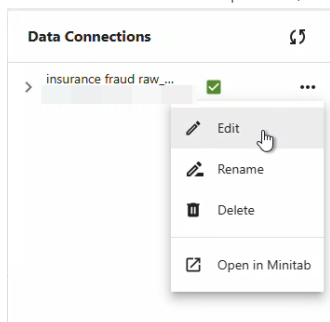 Data Connections
insurance fraud raw_...
Edit
Rename
Delete
Open in Minitab